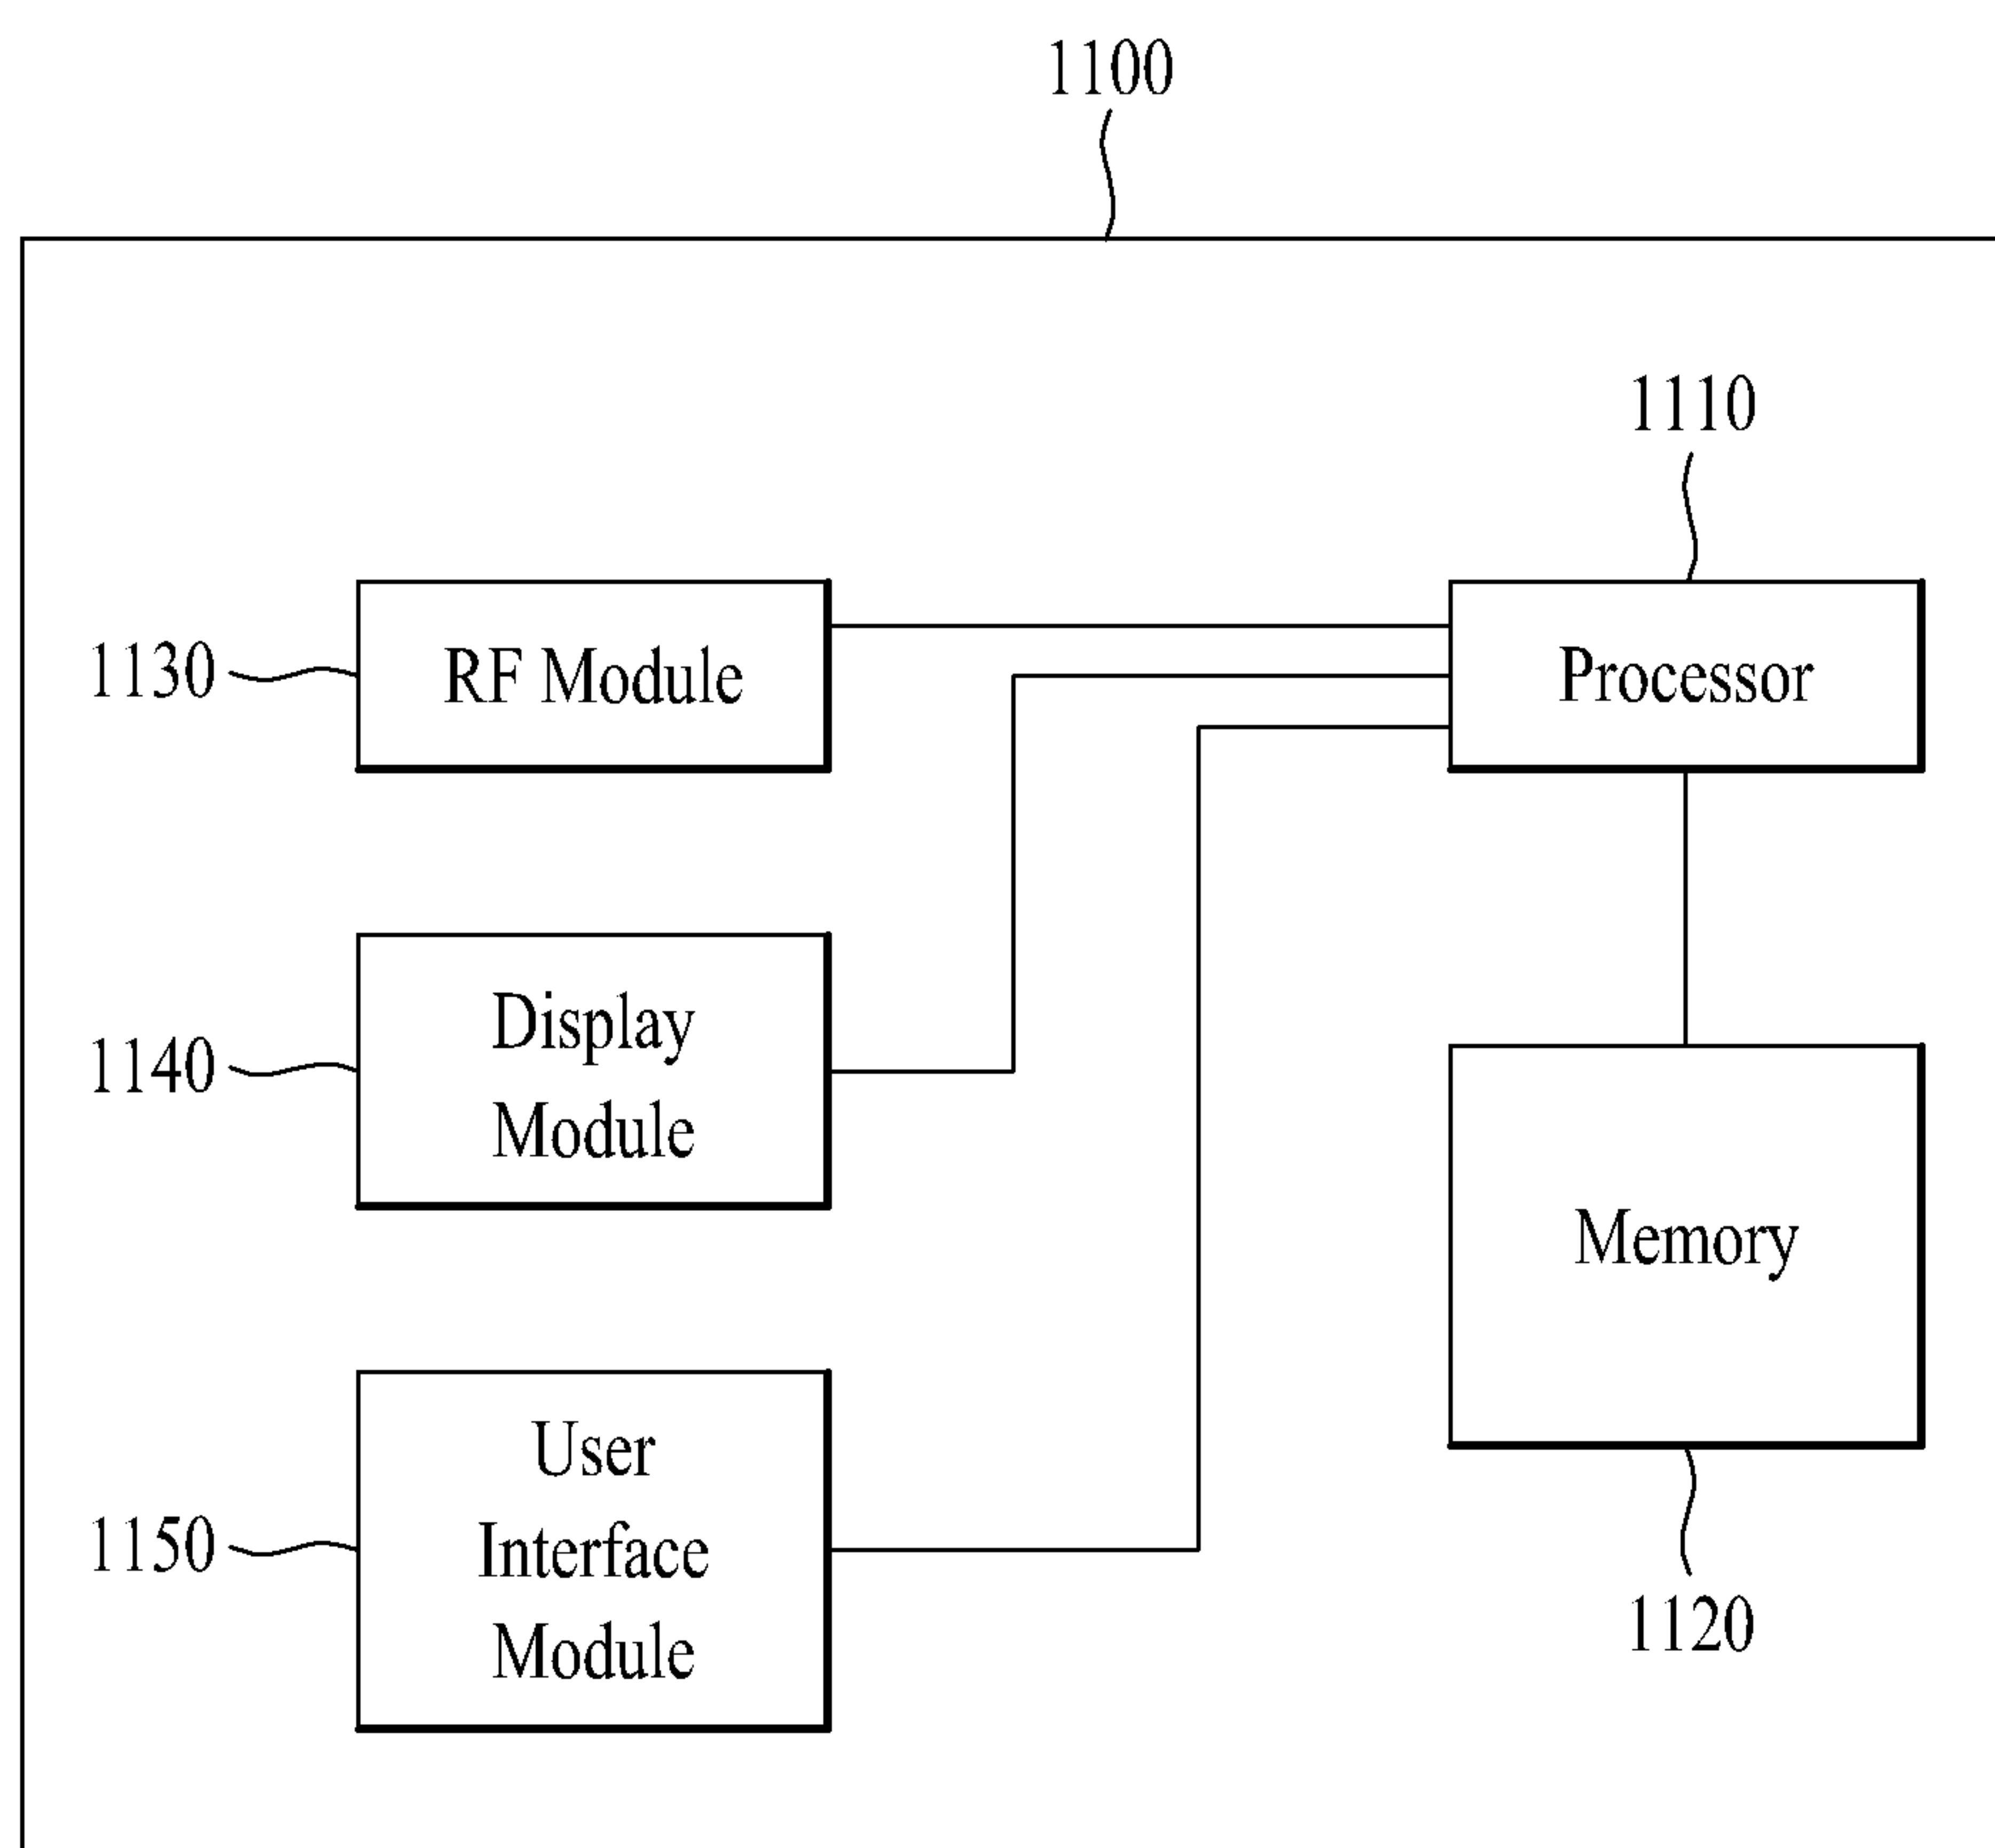 1100
1110
1130
RF Module
Processor
1140
Display
Module
Memory
1150
User
Interface
Module
1120